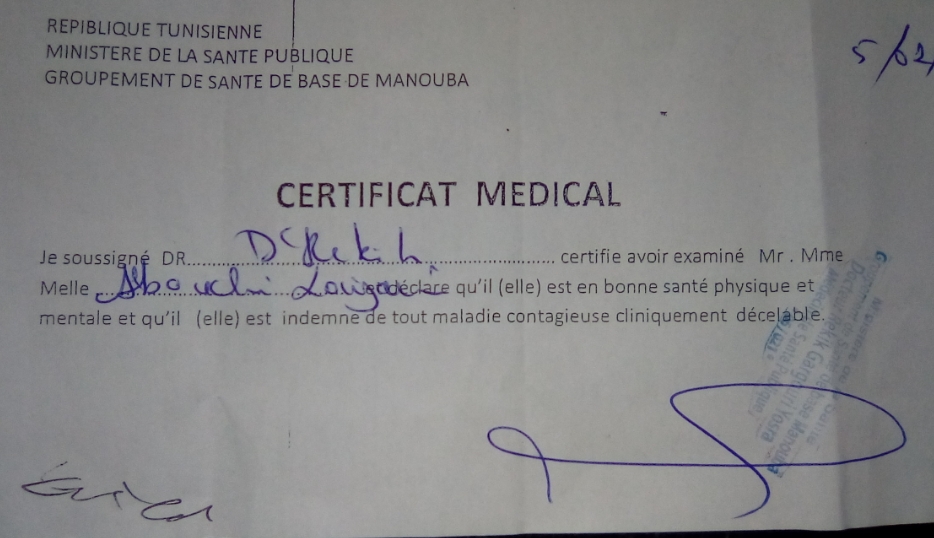 REPIBLIQUE TUNISIENNE
MINISTERE DE LA SANTE PUBLIQUE
GROUPEMENT DE SANTE DE BASE DE MANOUBA
5/02
CERTIFICAT MEDICAL
Je soussigné DR.......... Dr Rekik .......... certifie avoir examiné Mr . Mme
Melle déclare qu'il (elle) est en bonne santé physique et
mentale et qu'il (elle) est indemne de tout maladie contagieuse cliniquement décelable.